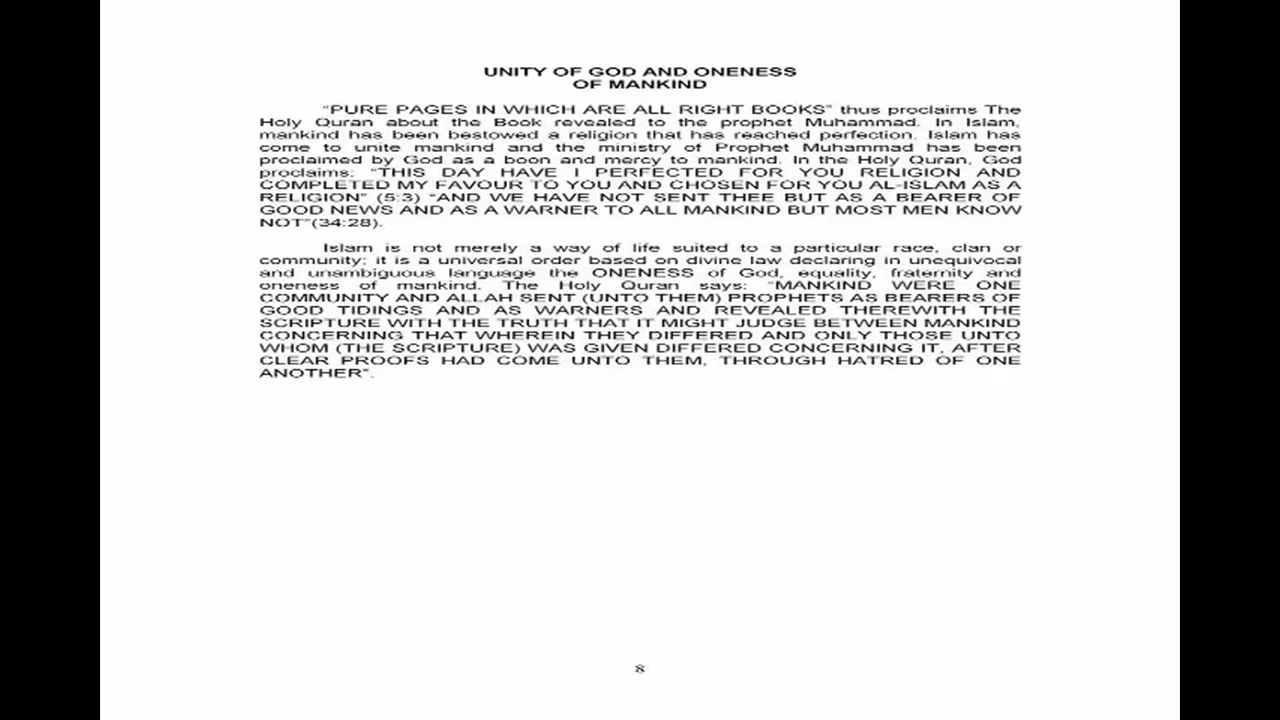 UNITY OF GOD AND ONENESS
OF MANKIND
"PURE PAGES IN WHICH ARE ALL RIGHT BOOKS" thus proclaims The
Holy Quran about the Book revealed to the prophet Muhammad. In Islam,
mankind has been bestowed a religion that has reached perfection. Islam has
come to unite mankind and the ministry of Prophet Muhammad has been
proclaimed by God as a boon and mercy to mankind. In the Holy Quran, God
proclaims: "THIS DAY HAVE I PERFECTED FOR YOU RELIGION AND
COMPLETED MY FAVOUR TO YOU AND CHOSEN FOR YOU AL-ISLAM AS A
RELIGION" (5:3) "AND WE HAVE NOT SENT THEE BUT AS A BEARER OF
GOOD NEWS AND AS A WARNER TO ALL MANKIND BUT MOST MEN KNOW
NOT"(34:28).
Islam is not merely a way of life suited to a particular race, clan or
community; it is a universal order based on divine law declaring in unequivocal
and unambiguous language the ONENESS of God, equality, fraternity and
oneness of mankind. The Holy Quran says: "MANKIND WERE ONE
COMMUNITY AND ALLAH SENT (UNTO THEM) PROPHETS AS BEARERS OF
GOOD TIDINGS AND AS WARNERS AND REVEALED THEREWITH THE
SCRIPTURE WITH THE TRUTH THAT IT MIGHT JUDGE BETWEEN MANKIND
CONCERNING THAT WHEREIN THEY DIFFERED AND ONLY THOSE UNTO
WHOM (THE SCRIPTURE) WAS GIVEN DIFFERED CONCERNING IT, AFTER
CLEAR PROOFS HAD COME UNTO THEM, THROUGH HATRED OF ONE
ANOTHER".
8